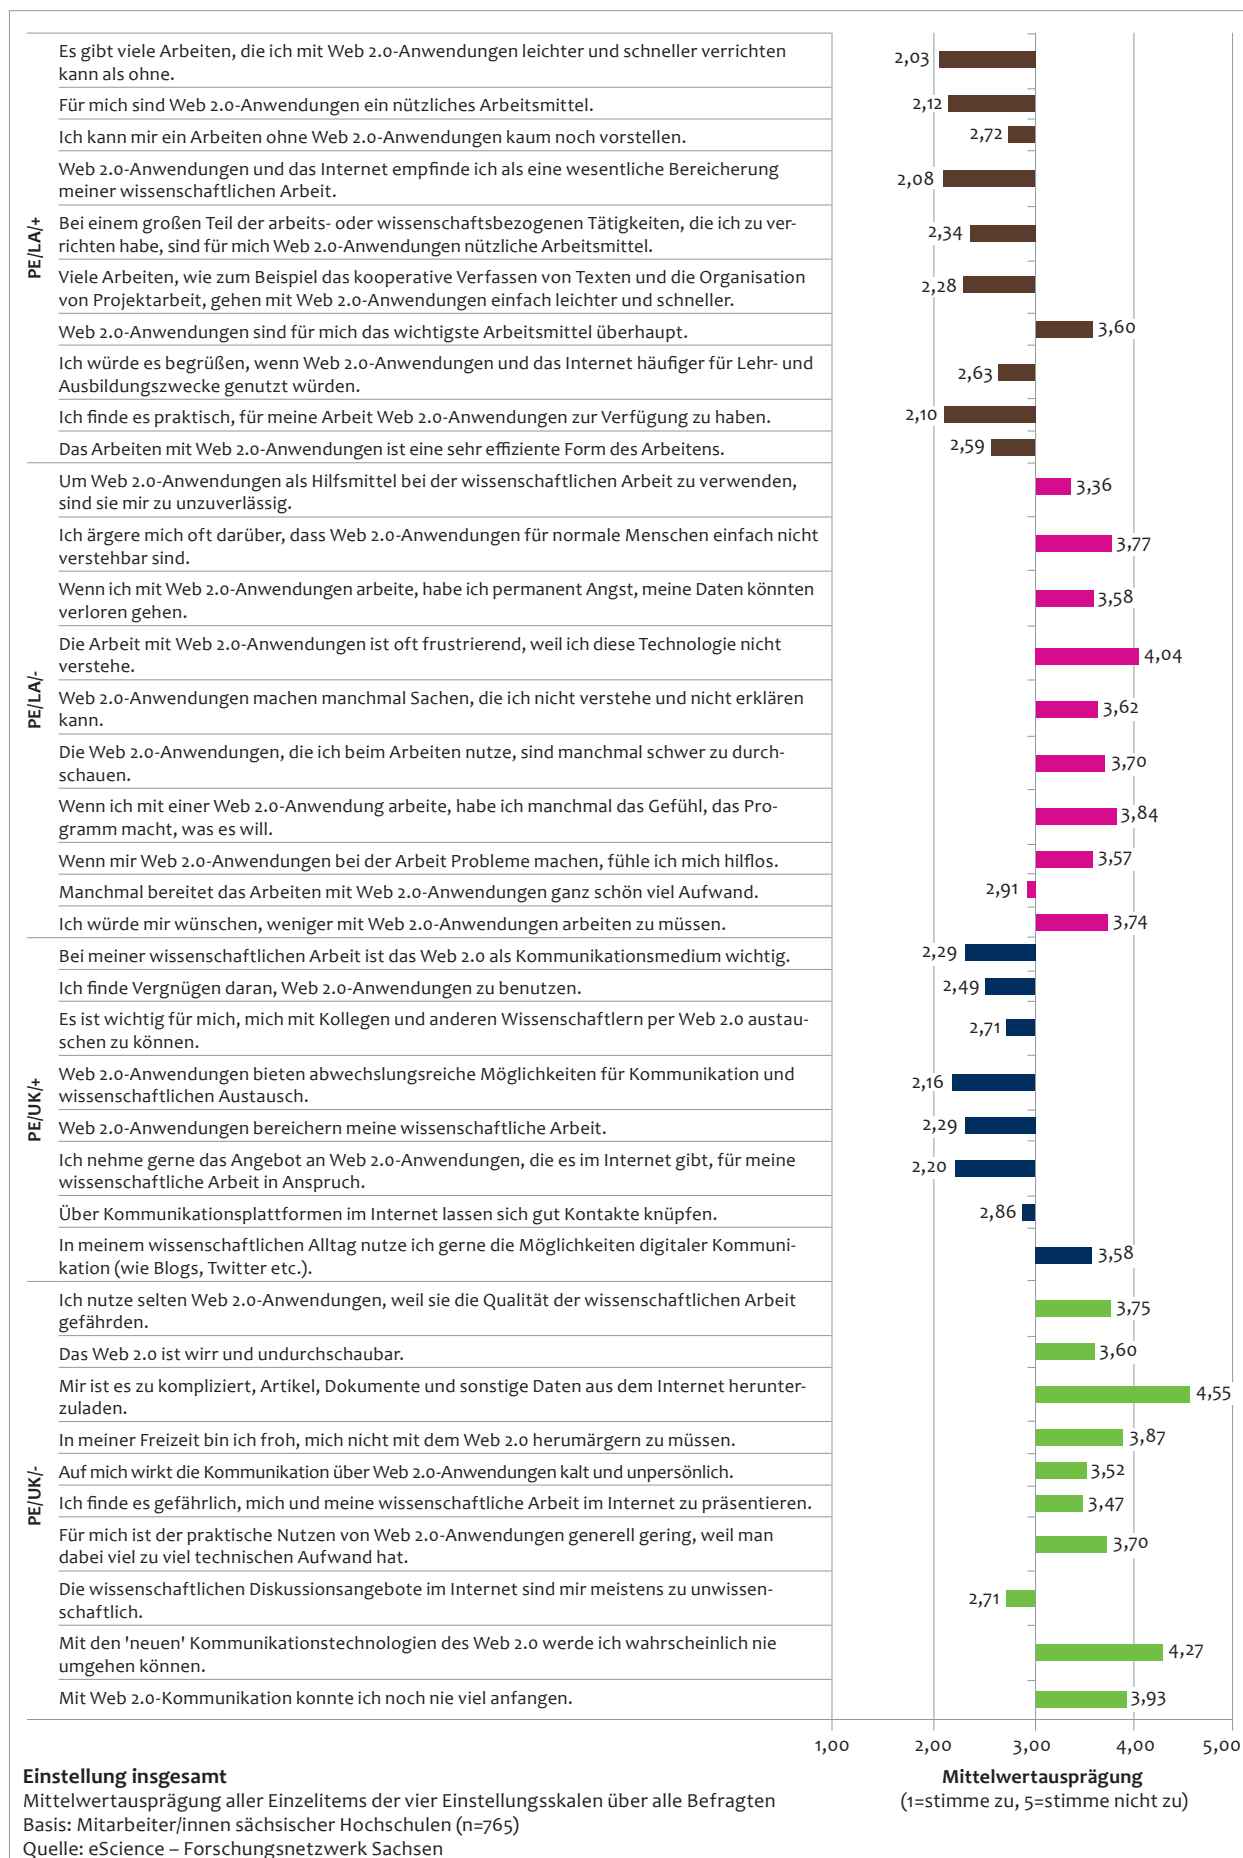 PE/LA/+
Es gibt viele Arbeiten, die ich mit Web 2.0-Anwendungen leichter und schneller verrichten
kann als ohne.
2,03
Für mich sind Web 2.0-Anwendungen ein nützliches Arbeitsmittel.
2,12
Ich kann mir ein Arbeiten ohne Web 2.0-Anwendungen kaum noch vorstellen.
2,72
Web 2.0-Anwendungen und das Internet empfinde ich als eine wesentliche Bereicherung
meiner wissenschaftlichen Arbeit.
2,08
Bei einem großen Teil der arbeits- oder wissenschaftsbezogenen Tätigkeiten, die ich zu ver-
richten habe, sind für mich Web 2.0-Anwendungen nützliche Arbeitsmittel.
2,34
Viele Arbeiten, wie zum Beispiel das kooperative Verfassen von Texten und die Organisation
von Projektarbeit, gehen mit Web 2.0-Anwendungen einfach leichter und schneller.
2,28
Web 2.0-Anwendungen sind für mich das wichtigste Arbeitsmittel überhaupt.
3,60
Ich würde es begrüßen, wenn Web 2.0-Anwendungen und das Internet häufiger für Lehr- und
Ausbildungszwecke genutzt würden.
2,63
Ich finde es praktisch, für meine Arbeit Web 2.0-Anwendungen zur Verfügung zu haben.
2,10
Das Arbeiten mit Web 2.0-Anwendungen ist eine sehr effiziente Form des Arbeitens.
2,59
PE/LA/-
Um Web 2.0-Anwendungen als Hilfsmittel bei der wissenschaftlichen Arbeit zu verwenden,
sind sie mir zu unzuverlässig.
3,36
Ich ärgere mich oft darüber, dass Web 2.0-Anwendungen für normale Menschen einfach nicht
verstehbar sind.
3,77
Wenn ich mit Web 2.0-Anwendungen arbeite, habe ich permanent Angst, meine Daten könnten
verloren gehen.
3,58
Die Arbeit mit Web 2.0-Anwendungen ist oft frustrierend, weil ich diese Technologie nicht
verstehe.
4,04
Web 2.0-Anwendungen machen manchmal Sachen, die ich nicht verstehe und nicht erklären
kann.
3,62
Die Web 2.0-Anwendungen, die ich beim Arbeiten nutze, sind manchmal schwer zu durch-
schauen.
3,70
Wenn ich mit einer Web 2.0-Anwendung arbeite, habe ich manchmal das Gefühl, das Pro-
gramm macht, was es will.
3,84
Wenn mir Web 2.0-Anwendungen bei der Arbeit Probleme machen, fühle ich mich hilflos.
3,57
Manchmal bereitet das Arbeiten mit Web 2.0-Anwendungen ganz schön viel Aufwand.
2,91
Ich würde mir wünschen, weniger mit Web 2.0-Anwendungen arbeiten zu müssen.
3,74
PE/UK/+
Bei meiner wissenschaftlichen Arbeit ist das Web 2.0 als Kommunikationsmedium wichtig.
2,29
Ich finde Vergnügen daran, Web 2.0-Anwendungen zu benutzen.
2,49
Es ist wichtig für mich, mich mit Kollegen und anderen Wissenschaftlern per Web 2.0 austau-
schen zu können.
2,71
Web 2.0-Anwendungen bieten abwechslungsreiche Möglichkeiten für Kommunikation und
wissenschaftlichen Austausch.
2,16
Web 2.0-Anwendungen bereichern meine wissenschaftliche Arbeit.
2,29
Ich nehme gerne das Angebot an Web 2.0-Anwendungen, die es im Internet gibt, für meine
wissenschaftliche Arbeit in Anspruch.
2,20
Über Kommunikationsplattformen im Internet lassen sich gut Kontakte knüpfen.
2,86
In meinem wissenschaftlichen Alltag nutze ich gerne die Möglichkeiten digitaler Kommuni-
kation (wie Blogs, Twitter etc.).
3,58
PE/UK/-
Ich nutze selten Web 2.0-Anwendungen, weil sie die Qualität der wissenschaftlichen Arbeit
gefährden.
3,75
Das Web 2.0 ist wirr und undurchschaubar.
3,60
Mir ist es zu kompliziert, Artikel, Dokumente und sonstige Daten aus dem Internet herunter-
zuladen.
4,55
In meiner Freizeit bin ich froh, mich nicht mit dem Web 2.0 herumärgern zu müssen.
3,87
Auf mich wirkt die Kommunikation über Web 2.0-Anwendungen kalt und unpersönlich.
3,52
Ich finde es gefährlich, mich und meine wissenschaftliche Arbeit im Internet zu präsentieren.
3,47
Für mich ist der praktische Nutzen von Web 2.0-Anwendungen generell gering, weil man
dabei viel zu viel technischen Aufwand hat.
3,70
Die wissenschaftlichen Diskussionsangebote im Internet sind mir meistens zu unwissen-
schaftlich.
2,71
Mit den 'neuen' Kommunikationstechnologien des Web 2.0 werde ich wahrscheinlich nie
umgehen können.
4,27
Mit Web 2.0-Kommunikation konnte ich noch nie viel anfangen.
3,93
1,00 2,00 3,00 4,00 5,00
Mittelwertausprägung
(1=stimme zu, 5=stimme nicht zu)
Einstellung insgesamt
Mittelwertausprägung aller Einzelitems der vier Einstellungsskalen über alle Befragten
Basis: Mitarbeiter/innen sächsischer Hochschulen (n=765)
Quelle: eScience – Forschungsnetzwerk Sachsen